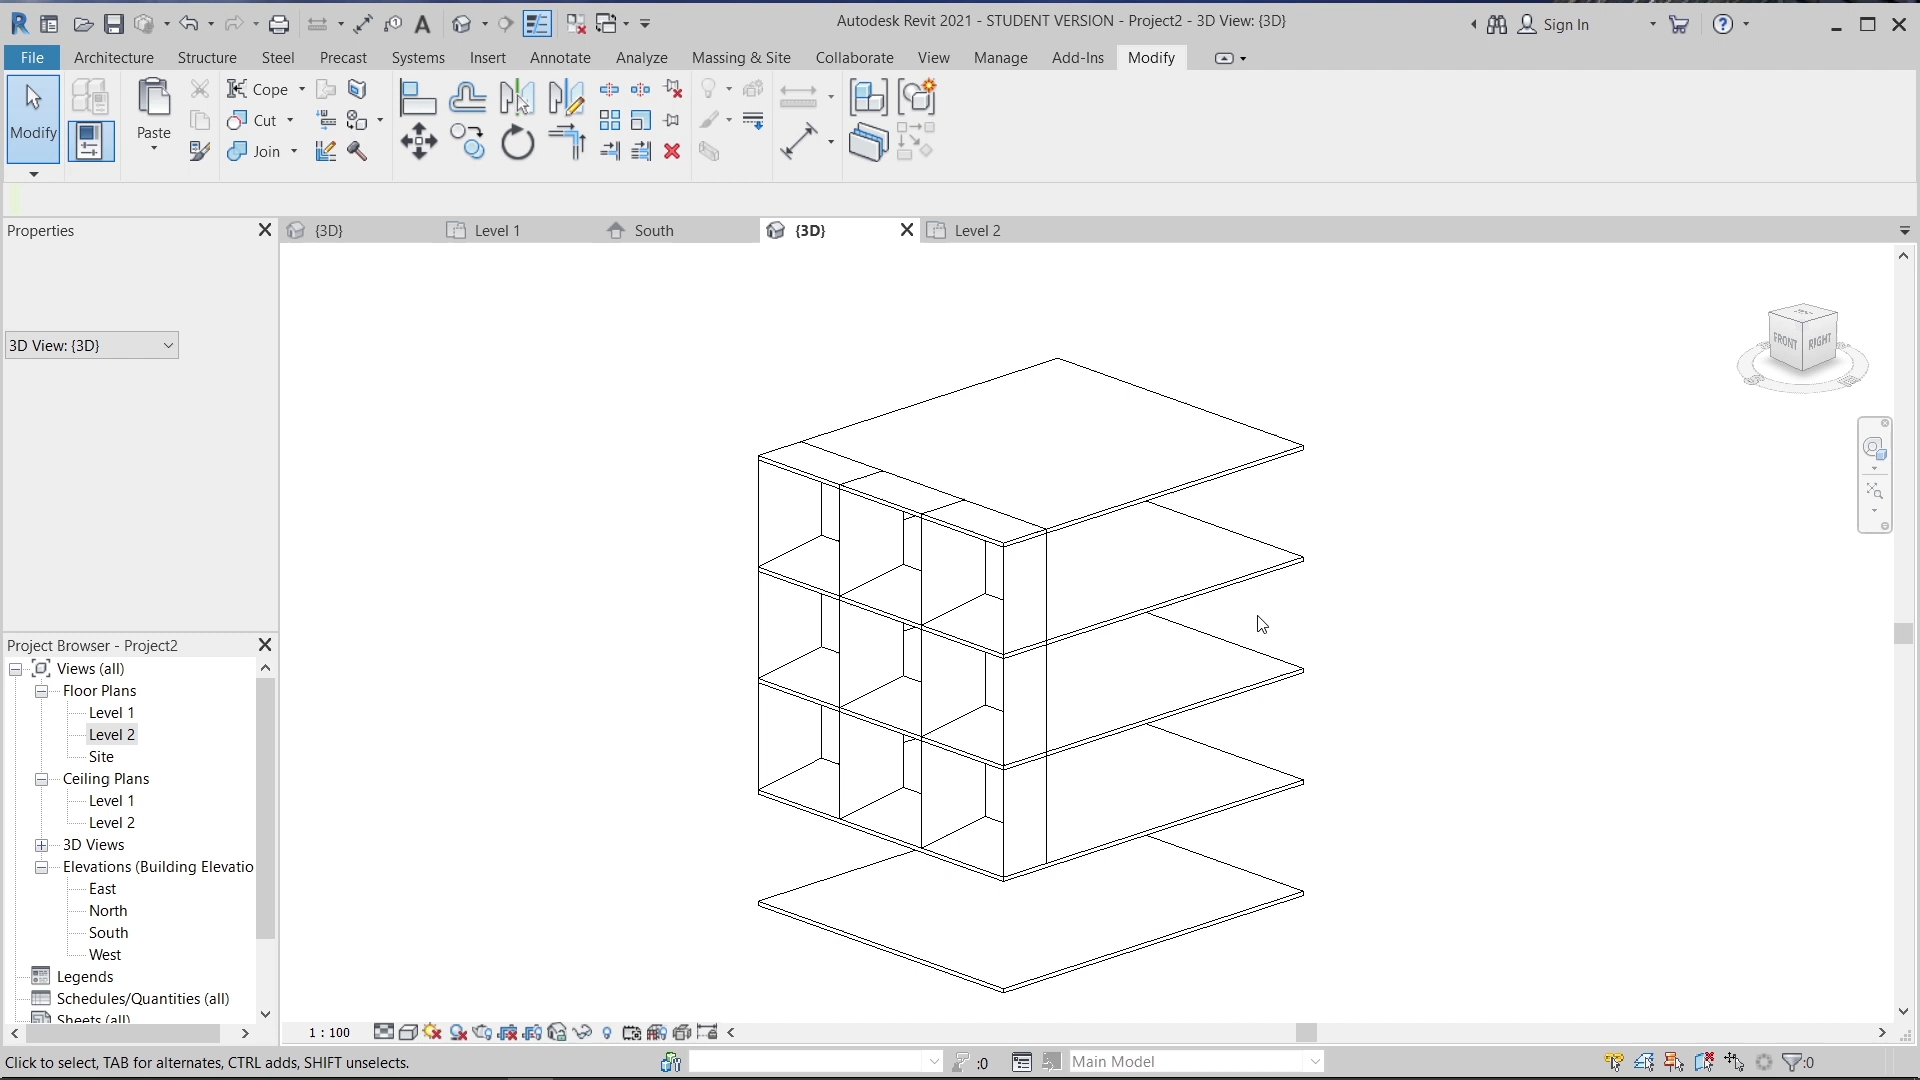 Autodesk Revit 2021 - STUDENT VERSION - Project2 - 3D View: {3D}
Sign In
File Architecture Structure Steel Precast Systems Insert Annotate Analyze Massing & Site Collaborate View Manage Add-Ins Modify
Modify
Paste
Cope
Cut
Join
Properties
{3D}
Level 1
South
{3D}
Level 2
3D View: {3D}
FRONT
RIGHT
Project Browser - Project2
Views (all)
Floor Plans
Level 1
Level 2
Site
Ceiling Plans
Level 1
Level 2
3D Views
Elevations (Building Elevatio
East
North
South
West
Legends
Schedules/Quantities (all)
Sheets (all)
1 : 100
Click to select, TAB for alternates, CTRL adds, SHIFT unselects.
:0
Main Model
:0